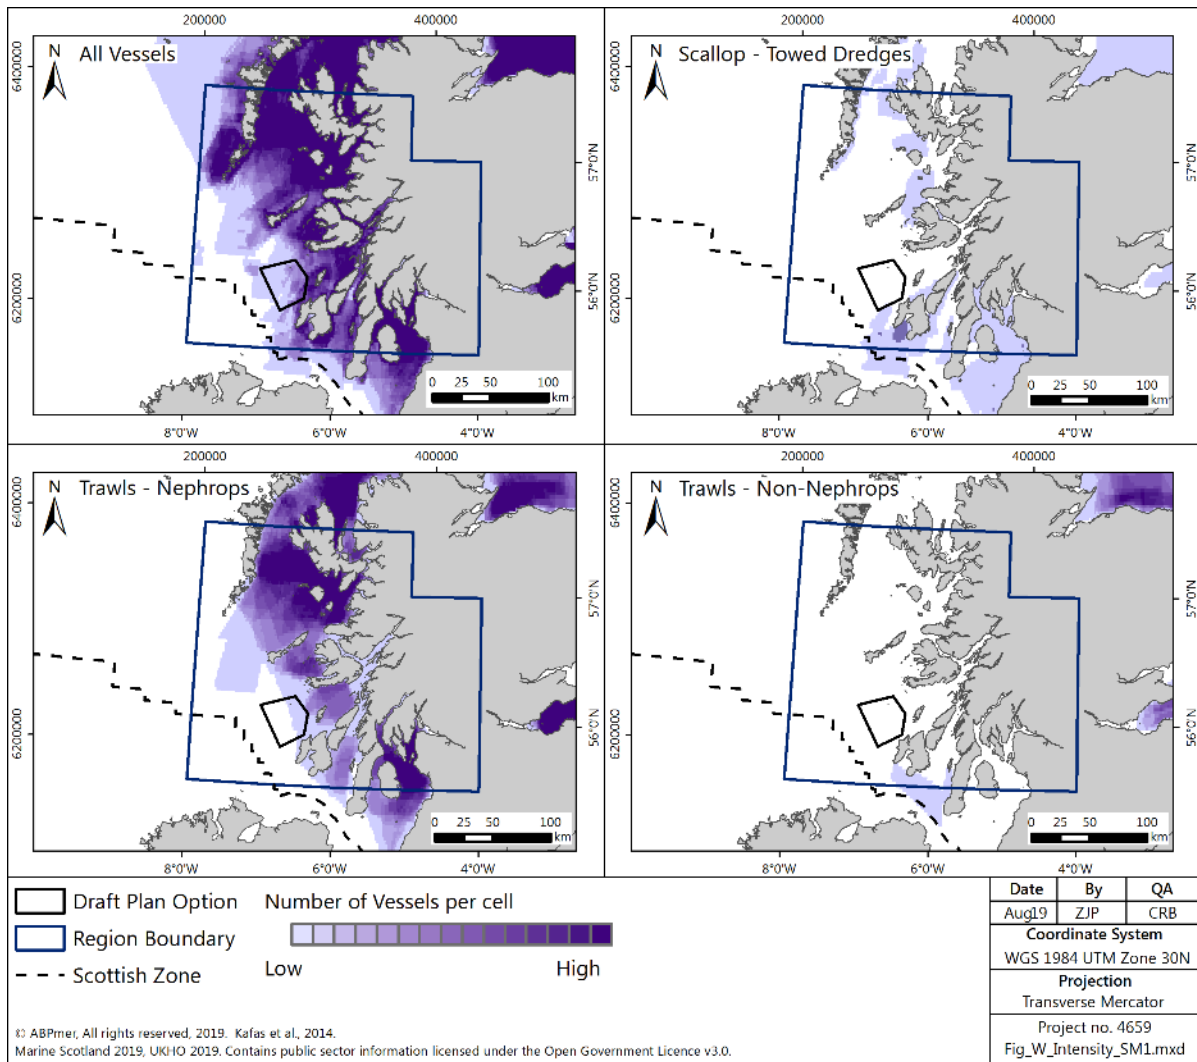 200000
400000
200000
400000
N
All Vessels
N
Scallop - Towed Dredges
6400000
6400000
57°0'N
57°0'N
6200000
56°0'N
6200000
56°0'N
0 25 50 100
km
0 25 50 100
km
8°0'W
6°0'W
4°0'W
8°0'W
6°0'W
4°0'W
200000
400000
200000
400000
N
Trawls - Nephrops
N
Trawls - Non-Nephrops
6400000
6400000
57°0'N
57°0'N
6200000
56°0'N
6200000
56°0'N
0 25 50 100
km
0 25 50 100
km
8°0'W
6°0'W
4°0'W
8°0'W
6°0'W
4°0'W
Draft Plan Option
Region Boundary
Scottish Zone
Number of Vessels per cell
Low
High
Date By QA
Aug19 ZJP CRB
Coordinate System
WGS 1984 UTM Zone 30N
Projection
Transverse Mercator
Project no. 4659
Fig_W_Intensity_SM1.mxd
© ABPmer, All rights reserved, 2019. Kafas et al., 2014.
Marine Scotland 2019, UKHO 2019. Contains public sector information licensed under the Open Government Licence v3.0.